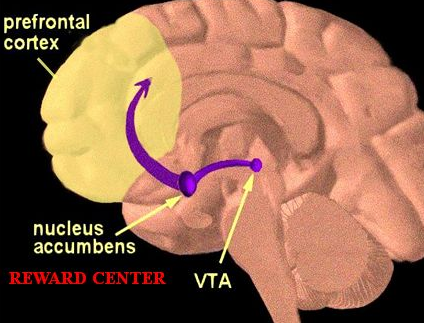 prefrontal
cortex
nucleus
accumbens
REWARD CENTER
VTA